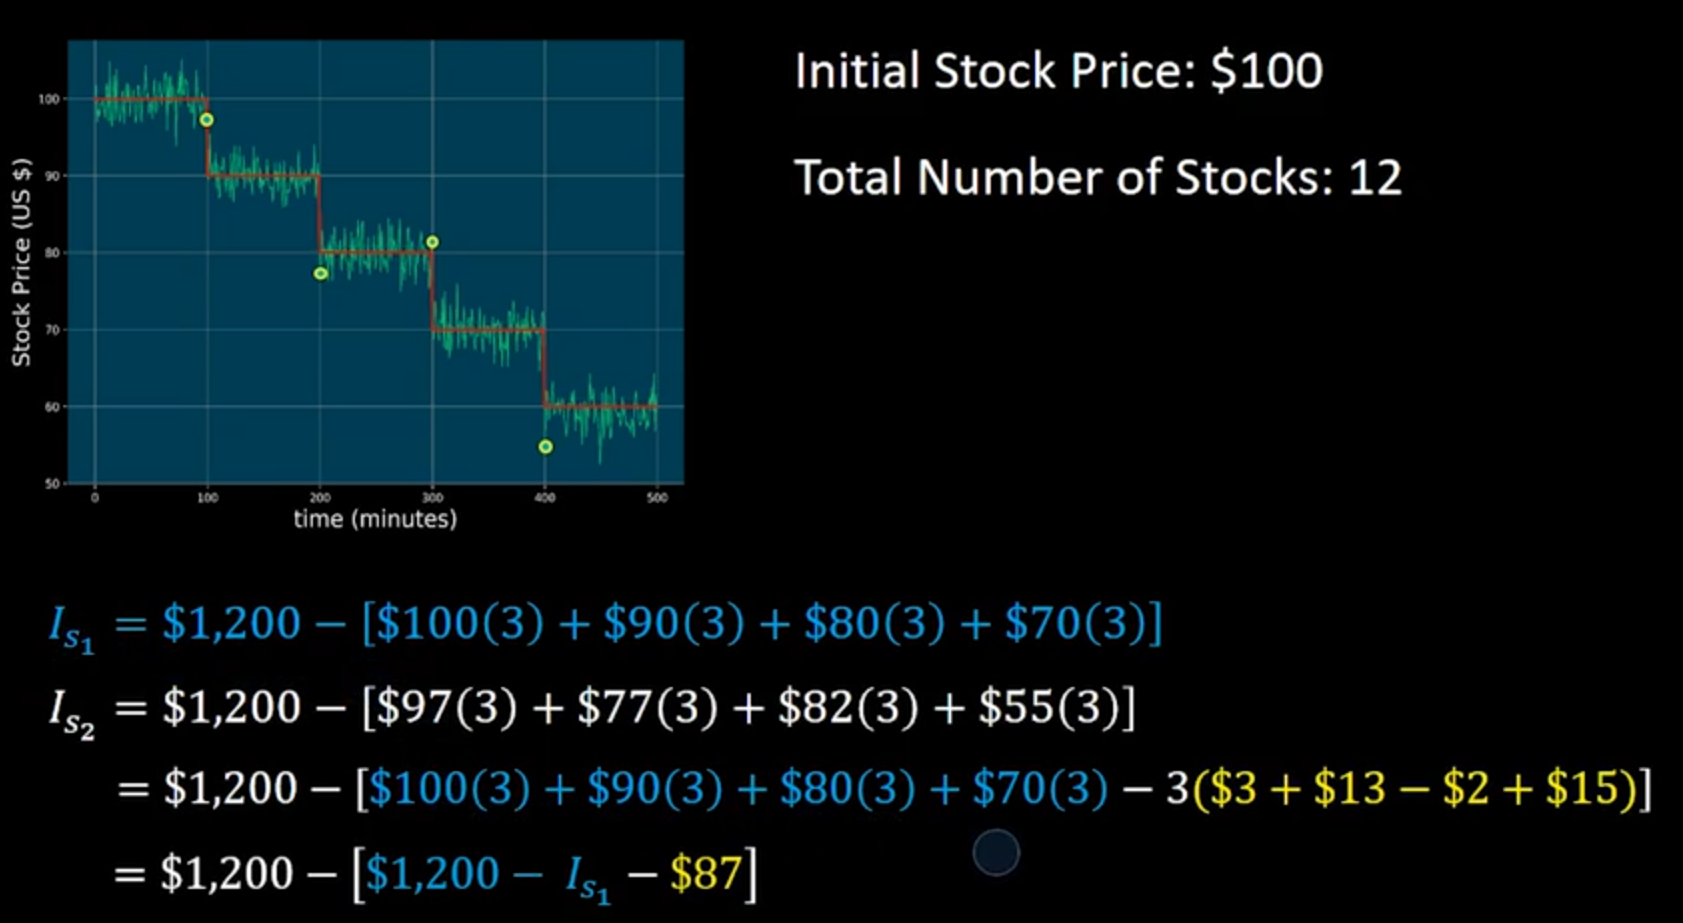 Initial Stock Price: $100
Total Number of Stocks: 12
Stock Price (US $)
100
90
80
70
60
50
0 100 200 300 400 500
time (minutes)
I_{S_1} = $1,200 − [$100(3) + $90(3) + $80(3) + $70(3)]
I_{S_2} = $1,200 − [$97(3) + $77(3) + $82(3) + $55(3)]
= $1,200 − [$100(3) + $90(3) + $80(3) + $70(3) − 3($3 + $13 − $2 + $15)]
= $1,200 − [$1,200 − I_{S_1} − $87]